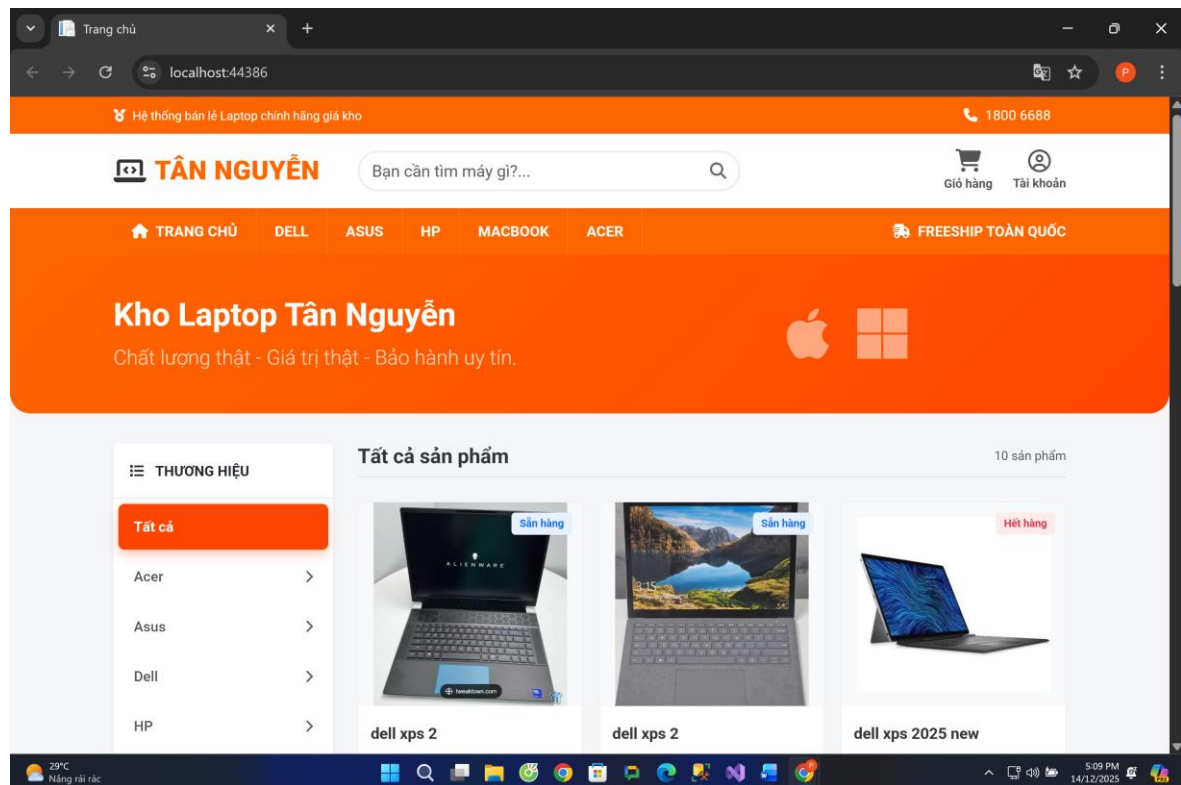 Trang chủ
localhost:44386
Hệ thống bán lẻ Laptop chính hãng giá kho
1800 6688
TÂN NGUYỄN
Bạn cần tìm máy gì?...
Giỏ hàng
Tài khoản
TRANG CHỦ
DELL
ASUS
HP
MACBOOK
ACER
FREESHIP TOÀN QUỐC
Kho Laptop Tân Nguyễn
Chất lượng thật - Giá trị thật - Bảo hành uy tín.
THƯƠNG HIỆU
Tất cả
Acer
Asus
Dell
HP
Tất cả sản phẩm
10 sản phẩm
Sẵn hàng
ALIENWARE
tweaktown.com
dell xps 2
Sẵn hàng
3:15
dell xps 2
Hết hàng
dell xps 2025 new
29°C
Nắng rải rác
5:09 PM
14/12/2025